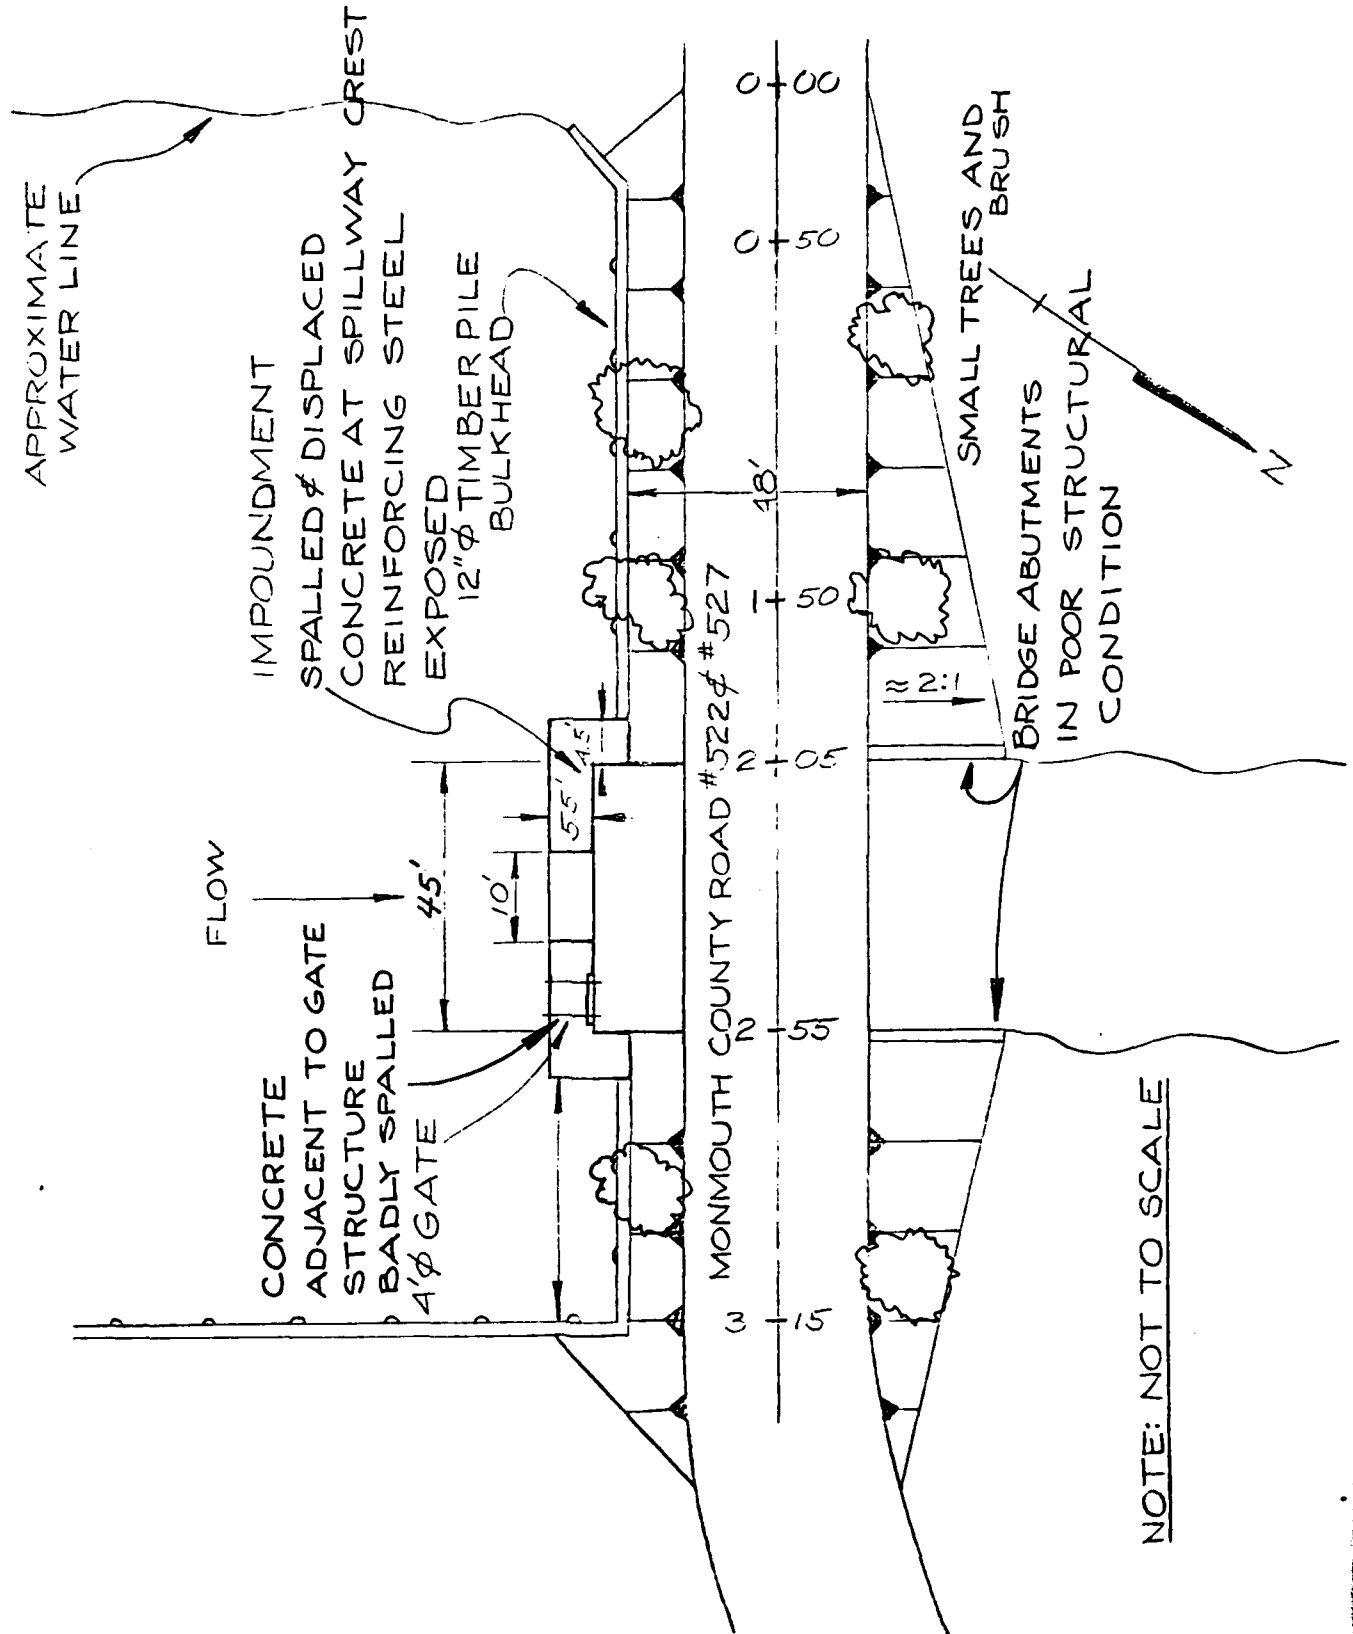 APPROXIMATE
WATER LINE
IMPOUNDMENT
SPALLED & DISPLACED
CONCRETE AT SPILLWAY CREST
REINFORCING STEEL
EXPOSED
12"⌀ TIMBER PILE
BULKHEAD
FLOW
45'
10'
5.5'
4.5'
CONCRETE
ADJACENT TO GATE
STRUCTURE
BADLY SPALLED
4'⌀ GATE
MONMOUTH COUNTY ROAD #522 & #527
48'
0+00
0+50
1+50
2+05
2+55
3+15
≈ 2:1
SMALL TREES AND
BRUSH
BRIDGE ABUTMENTS
IN POOR STRUCTURAL
CONDITION
N
NOTE: NOT TO SCALE